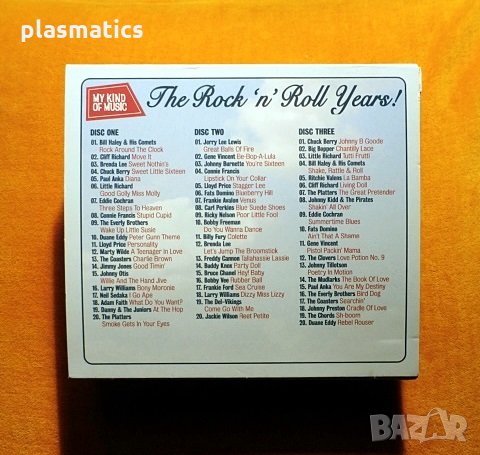 plasmatics
MY KIND
OF MUSIC
The Rock 'n' Roll Years!
DISC ONE
01. Bill Haley & His Comets
Rock Around The Clock
02. Cliff Richard Move It
03. Brenda Lee Sweet Nothin's
04. Chuck Berry Sweet Little Sixteen
05. Paul Anka Diana
06. Little Richard
Good Golly Miss Molly
07. Eddie Cochran
Three Steps To Heaven
08. Connie Francis Stupid Cupid
09. The Everly Brothers
Wake Up Little Susie
10. Duane Eddy Peter Gunn Theme
11. Lloyd Price Personality
12. Marty Wilde A Teenager in Love
13. The Coasters Charlie Brown
14. Jimmy Jones Good Timin'
15. Johnny Otis
Willie And The Hand Jive
16. Larry Williams Bony Moronie
17. Neil Sedaka I Go Ape
18. Adam Faith What Do You Want?
19. Danny & The Juniors At The Hop
20. The Platters
Smoke Gets In Your Eyes
DISC TWO
01. Jerry Lee Lewis
Great Balls Of Fire
02. Gene Vincent Be-Bop-A-Lula
03. Johnny Burnette You're Sixteen
04. Connie Francis
Lipstick On Your Collar
05. Lloyd Price Stagger Lee
06. Fats Domino Blueberry Hill
07. Frankie Avalon Venus
08. Carl Perkins Blue Suede Shoes
09. Ricky Nelson Poor Little Fool
10. Bobby Freeman
Do You Wanna Dance
11. Billy Fury Colette
12. Brenda Lee
Let's Jump The Broomstick
13. Freddy Cannon Tallahassie Lassie
14. Buddy Knox Party Doll
15. Bruce Chanel Hey! Baby
16. Bobby Vee Rubber Ball
17. Frankie Ford Sea Cruise
18. Larry Williams Dizzy Miss Lizzy
19. The Del-Vikings
Come Go With Me
20. Jackie Wilson Reet Petite
DISC THREE
01. Chuck Berry Johnny B Goode
02. Big Bopper Chantilly Lace
03. Little Richard Tutti Frutti
04. Bill Haley & His Comets
Shake, Rattle & Roll
05. Ritchie Valens La Bamba
06. Cliff Richard Living Doll
07. The Platters The Great Pretender
08. Johnny Kidd & The Pirates
Shakin' All Over
09. Eddie Cochran
Summertime Blues
10. Fats Domino
Ain't That A Shame
11. Gene Vincent
Pistol Packin' Mama
12. The Clovers Love Potion No. 9
13. Johnny Tillotson
Poetry In Motion
14. The Mudlarks The Book Of Love
15. Paul Anka You Are My Destiny
16. The Everly Brothers Bird Dog
17. The Coasters Searchin'
18. Johnny Preston Cradle Of Love
19. The Chords Sh-boom
20. Duane Eddy Rebel Rouser
BAZAR